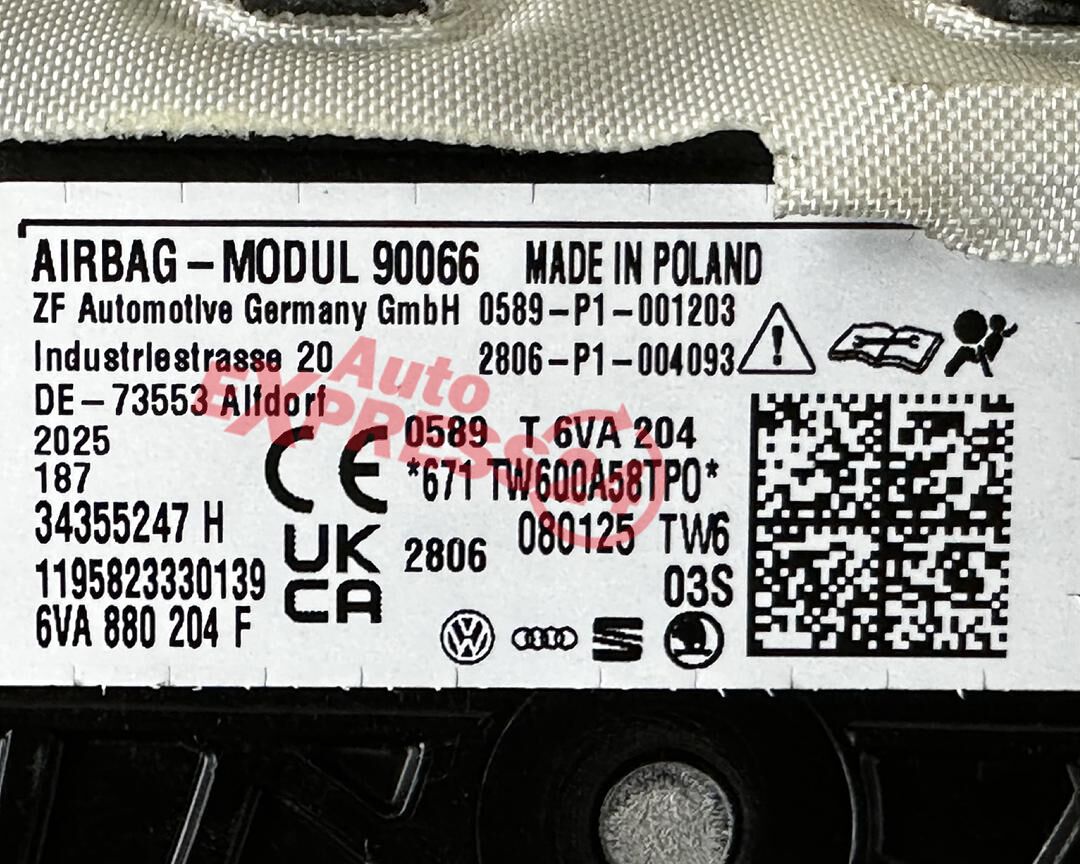 AIRBAG-MODUL 90066 MADE IN POLAND
ZF Automotive Germany GmbH 0589-P1-001203
Industriestrasse 20 2806-P1-004093
DE-73553 Alfdorf
2025
187
34355247 H
1195823330139
6VA 880 204 F
CE
UK
CA
0589 T 6VA 204
*671 TW600A58TP0*
2806 080125 TW6
03S
Auto
EXPRESS24